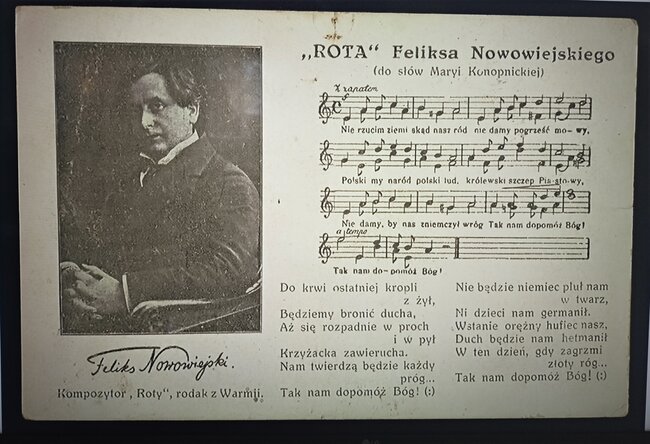 „ROTA“ Feliksa Nowowiejskiego
(do słów Maryi Konopnickiej)
Z zapałem
Nie rzucim ziemi skąd nasz ród nie damy pogrześć mo-wy,
Polski my naród polski lud, królewski szczep Pia-sto-wy,
Nie damy, by nas zniemczył wróg Tak nam dopomóż Bóg!
a tempo
Tak nam do-pomóż Bóg!
Do krwi ostatniej kropli
z żył,
Będziemy bronić ducha,
Aż się rozpadnie w proch
i w pył
Krzyżacka zawierucha.
Nam twierdzą będzie każdy
próg...
Tak nam dopomóż Bóg! (:)
Nie będzie niemiec pluł nam
w twarz,
Ni dzieci nam germanił.
Wstanie orężny hufiec nasz,
Duch będzie nam hetmanił
W ten dzień, gdy zagrzmi
złoty róg...
Tak nam dopomóż Bóg! (:)
Feliks Nowowiejski.
Kompozytor „Roty“, rodak z Warmii.